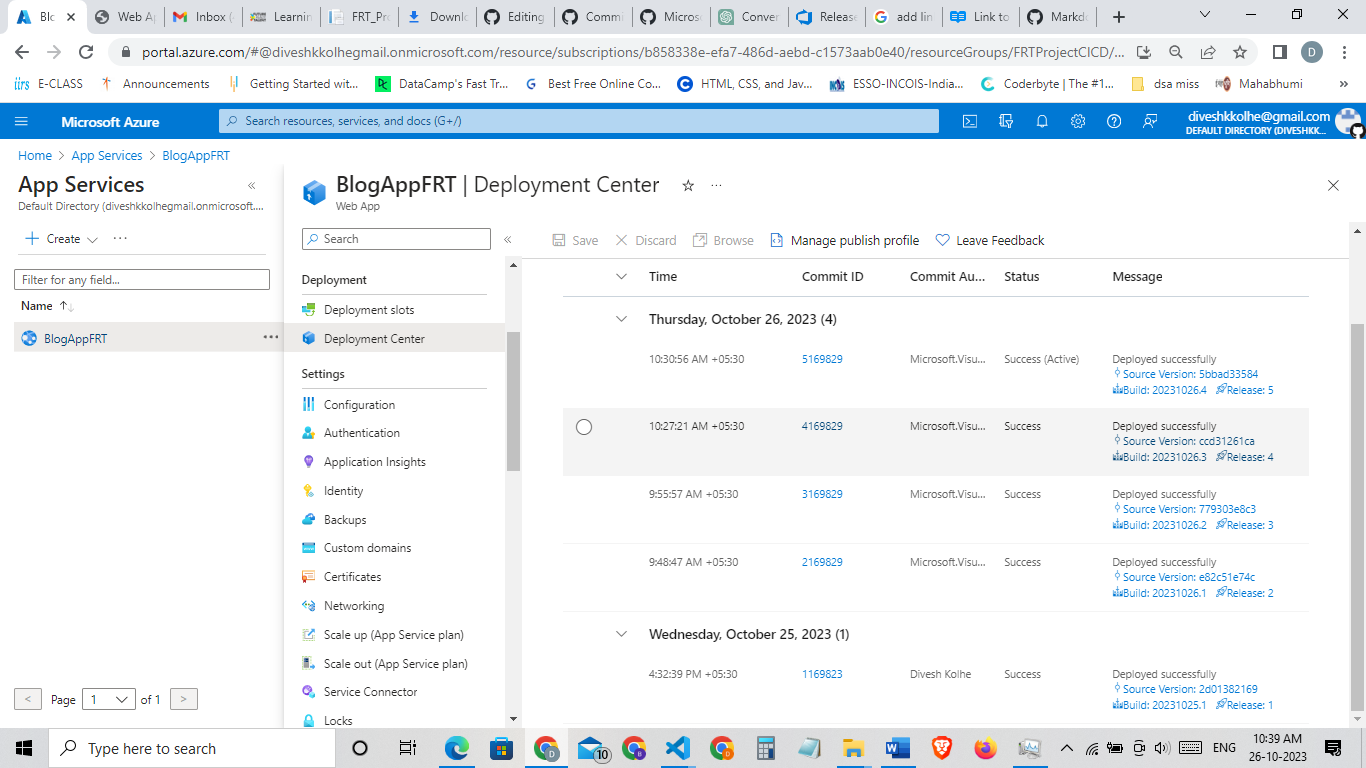 Blo
Web Ap
Inbox (
Learnin
FRT_Pro
Downlo
Editing
Commi
Micros
Conver
Release
add lin
Link to
Markd
portal.azure.com/#@diveshkkolhegmail.onmicrosoft.com/resource/subscriptions/b858338e-efa7-486d-aebd-c1573aab0e40/resourceGroups/FRTProjectCICD/...
D
iirs E-CLASS
Announcements
Getting Started wit...
DataCamp's Fast Tr...
Best Free Online Co...
HTML, CSS, and Jav...
ESSO-INCOIS-India...
Coderbyte | The #1...
dsa miss
Mahabhumi
»
Microsoft Azure
Search resources, services, and docs (G+/)
diveshkkolhe@gmail.com
DEFAULT DIRECTORY (DIVESHKK...
Home > App Services > BlogAppFRT
App Services
Default Directory (diveshkkolhegmail.onmicrosoft....
+ Create ...
Filter for any field...
Name
BlogAppFRT ...
< Page 1 of 1 >
BlogAppFRT | Deployment Center ...
Web App
Search
Deployment
Deployment slots
Deployment Center
Settings
Configuration
Authentication
Application Insights
Identity
Backups
Custom domains
Certificates
Networking
Scale up (App Service plan)
Scale out (App Service plan)
Service Connector
Locks
Save Discard Browse Manage publish profile Leave Feedback
Time Commit ID Commit Au... Status Message
Thursday, October 26, 2023 (4)
10:30:56 AM +05:30 5169829 Microsoft.Visu... Success (Active) Deployed successfully
Source Version: 5bbad33584
Build: 20231026.4 Release: 5
10:27:21 AM +05:30 4169829 Microsoft.Visu... Success Deployed successfully
Source Version: ccd31261ca
Build: 20231026.3 Release: 4
9:55:57 AM +05:30 3169829 Microsoft.Visu... Success Deployed successfully
Source Version: 779303e8c3
Build: 20231026.2 Release: 3
9:48:47 AM +05:30 2169829 Microsoft.Visu... Success Deployed successfully
Source Version: e82c51e74c
Build: 20231026.1 Release: 2
Wednesday, October 25, 2023 (1)
4:32:39 PM +05:30 1169823 Divesh Kolhe Success Deployed successfully
Source Version: 2d01382169
Build: 20231025.1 Release: 1
Type here to search
10
ENG
10:39 AM
26-10-2023